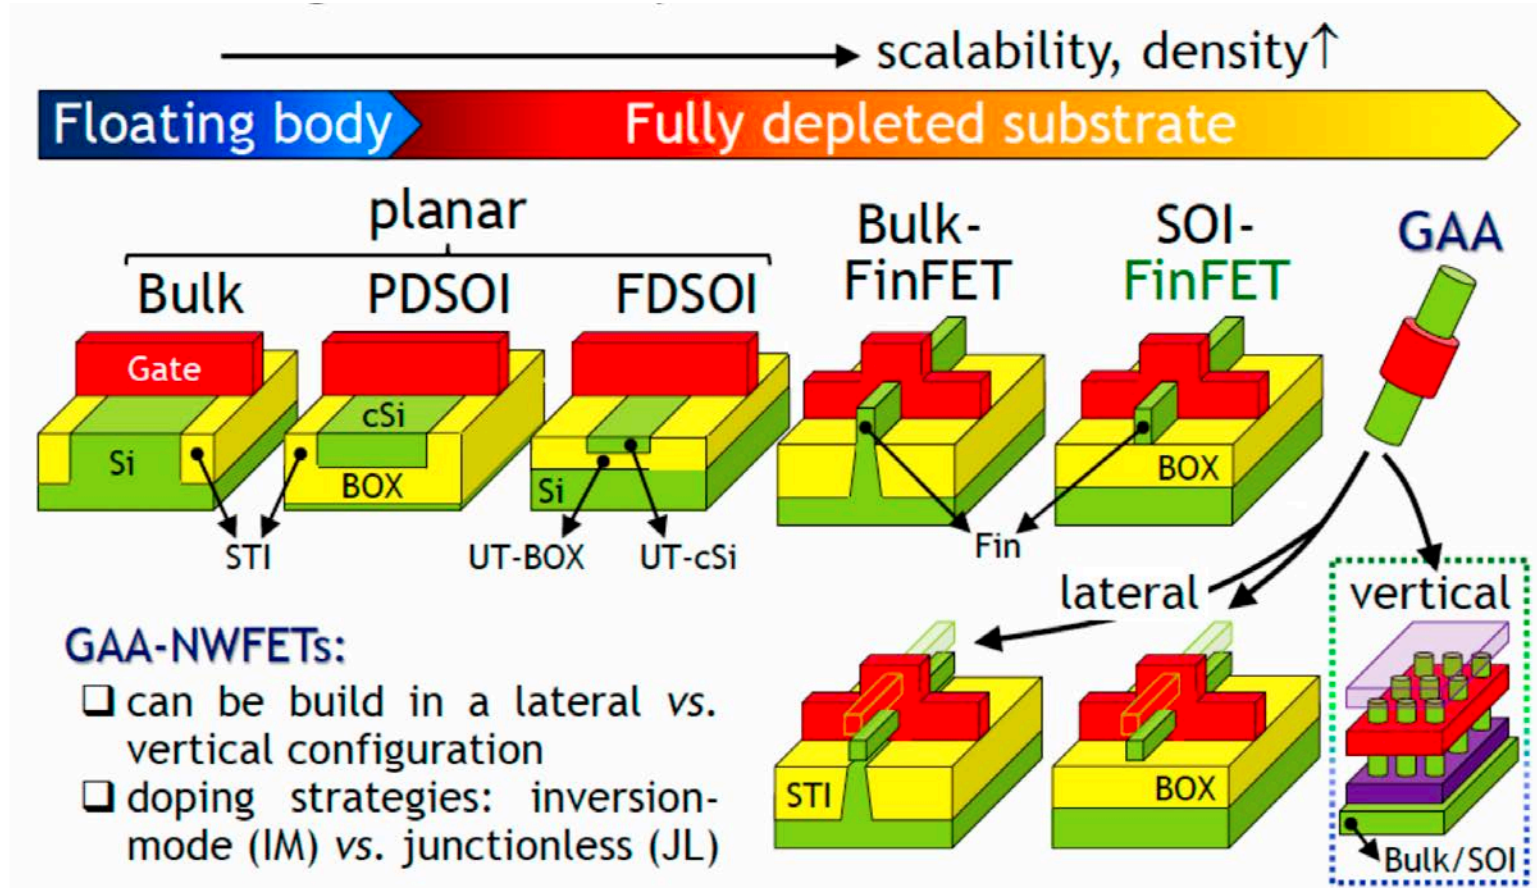 scalability, density↑
Floating body
Fully depleted substrate
planar
Bulk
PDSOI
FDSOI
Bulk-
FinFET
SOI-
FinFET
GAA
Gate
cSi
Si
BOX
Si
BOX
STI
UT-BOX
UT-cSi
Fin
lateral
vertical
GAA-NWFETs:
❑ can be build in a lateral vs.
vertical configuration
❑ doping strategies: inversion-
mode (IM) vs. junctionless (JL)
STI
BOX
Bulk/SOI